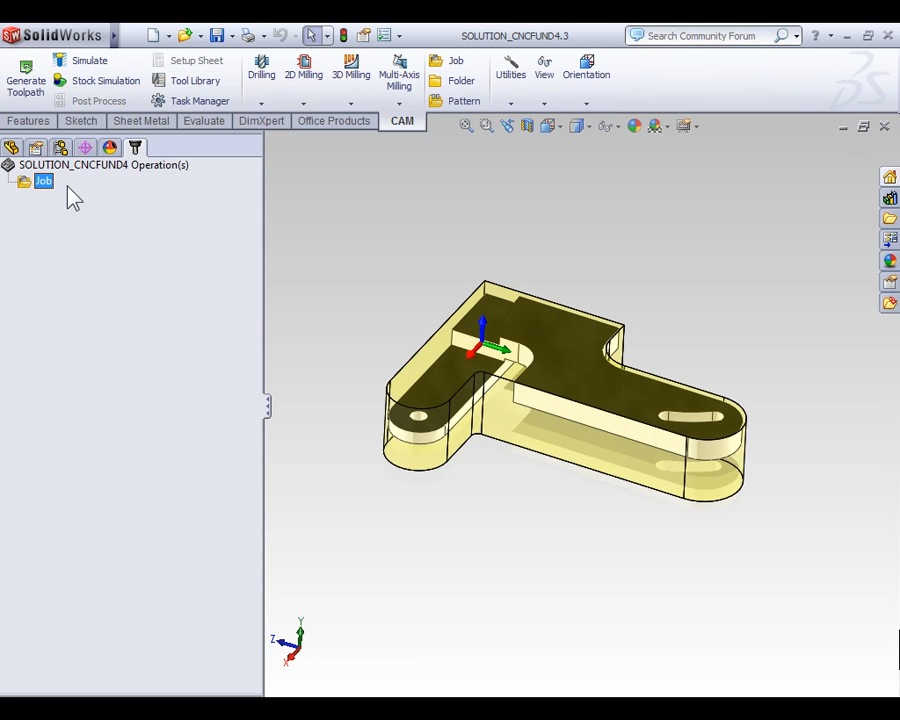 SolidWorks
SOLUTION_CNCFUND4.3
Search Community Forum
Generate Toolpath
Simulate
Stock Simulation
Post Process
Setup Sheet
Tool Library
Task Manager
Drilling
2D Milling
3D Milling
Multi-Axis Milling
Job
Folder
Pattern
Utilities
View
Orientation
Features
Sketch
Sheet Metal
Evaluate
DimXpert
Office Products
CAM
SOLUTION_CNCFUND4 Operation(s)
Job
Y
Z
X